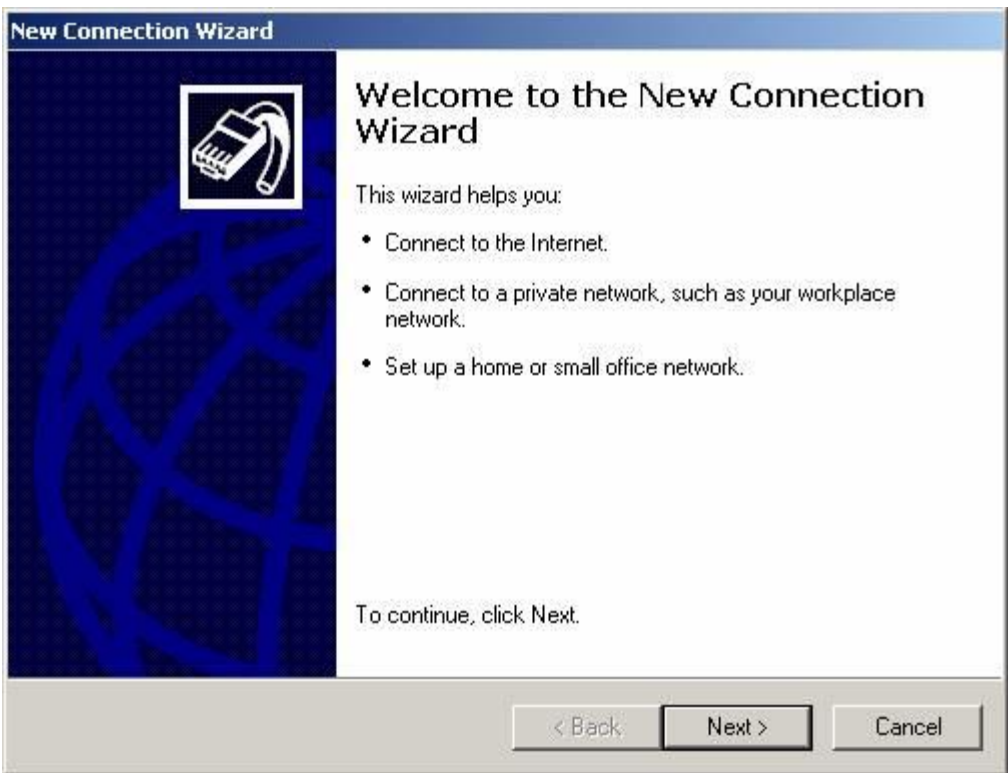 New Connection Wizard
Welcome to the New Connection
Wizard
This wizard helps you:
• Connect to the Internet.
• Connect to a private network, such as your workplace
network.
• Set up a home or small office network.
To continue, click Next.
< Back
Next >
Cancel